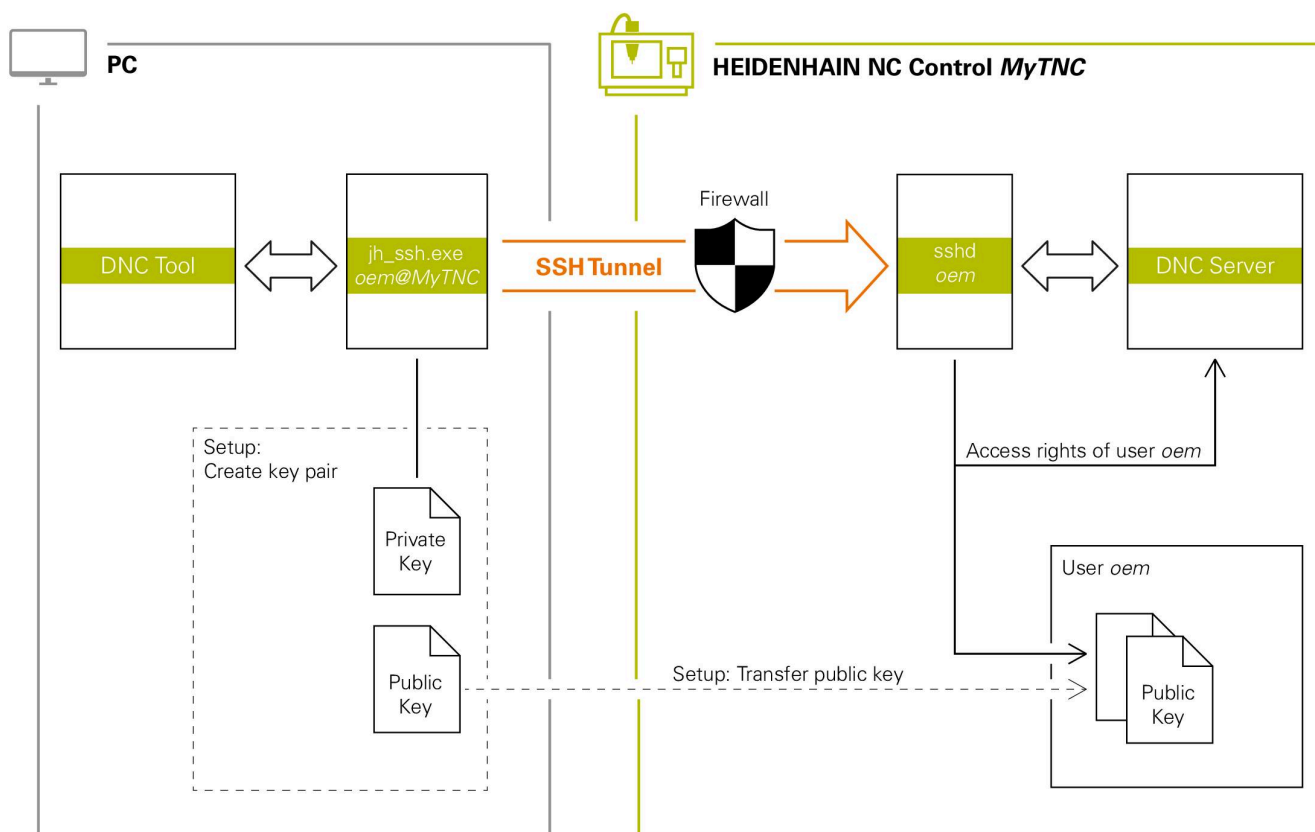 PC
HEIDENHAIN NC Control MyTNC
Firewall
DNC Tool
jh_ssh.exe
oem@MyTNC
SSH Tunnel
sshd
oem
DNC Server
Setup:
Create key pair
Access rights of user oem
Private
Key
User oem
Public
Key
Setup: Transfer public key
Public
Key